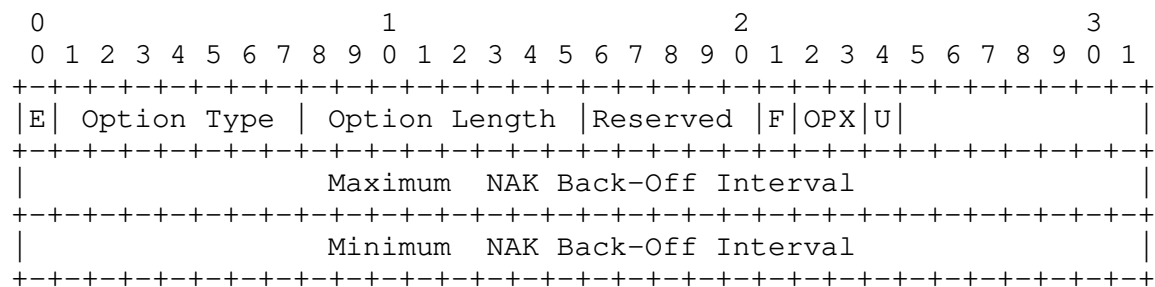 0                   1                   2                   3
 0 1 2 3 4 5 6 7 8 9 0 1 2 3 4 5 6 7 8 9 0 1 2 3 4 5 6 7 8 9 0 1
+-+-+-+-+-+-+-+-+-+-+-+-+-+-+-+-+-+-+-+-+-+-+-+-+-+-+-+-+-+-+-+-+
|E| Option Type | Option Length |Reserved |F|OPX|U|             |
+-+-+-+-+-+-+-+-+-+-+-+-+-+-+-+-+-+-+-+-+-+-+-+-+-+-+-+-+-+-+-+-+
|                 Maximum  NAK Back-Off Interval                |
+-+-+-+-+-+-+-+-+-+-+-+-+-+-+-+-+-+-+-+-+-+-+-+-+-+-+-+-+-+-+-+-+
|                 Minimum  NAK Back-Off Interval                |
+-+-+-+-+-+-+-+-+-+-+-+-+-+-+-+-+-+-+-+-+-+-+-+-+-+-+-+-+-+-+-+-+